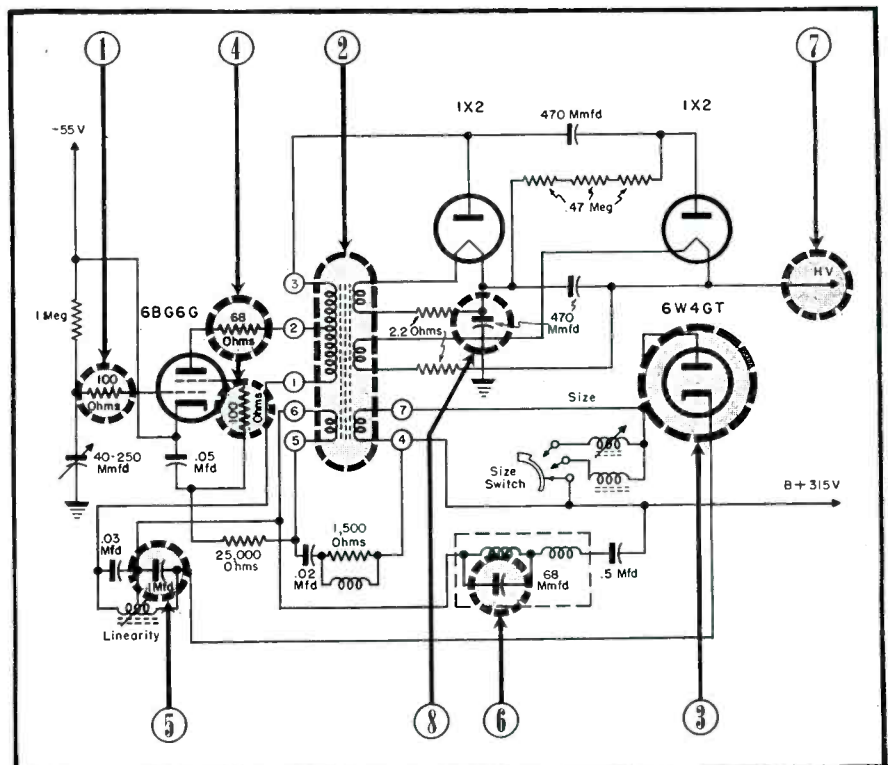 1
4
2
7
1X2
470 Mmfd
1X2
-55V
.47 Meg
3
HV
6BG6G
68
Ohms
2
2.2 Ohms
470
Mmfd
6W4GT
1 Meg
100
Ohms
1
100
Ohms
6
7
Size
5
4
40-250
Mmfd
.05
Mfd
Size
Switch
B+315V
.03
Mfd
1,500
Ohms
25,000
Ohms
.02
Mfd
.1Mfd
68
Mmfd
.5 Mfd
Linearity
5
8
6
3